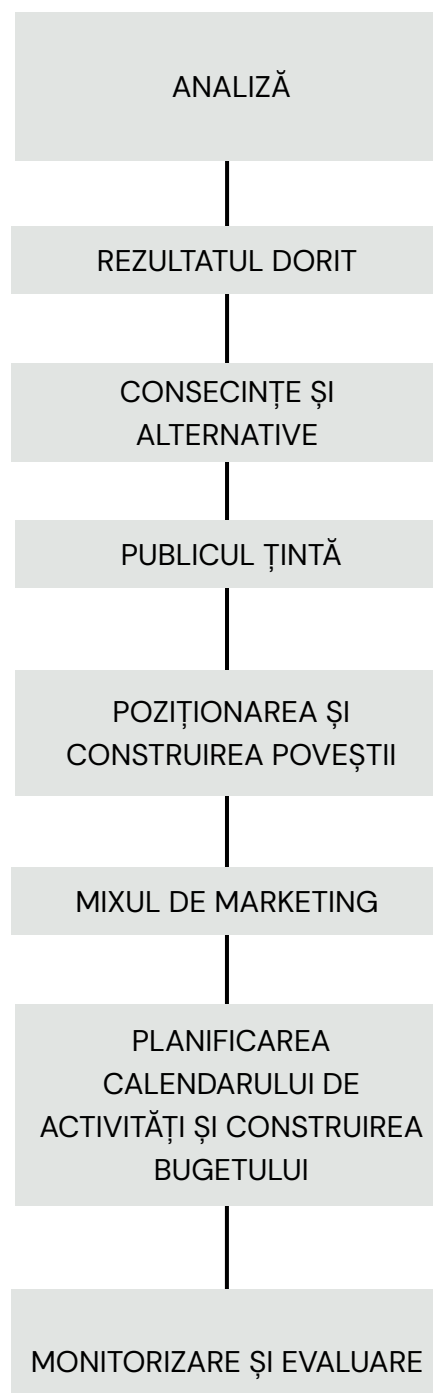 ANALIZĂ
REZULTATUL DORIT
CONSECINȚE ȘI
ALTERNATIVE
PUBLICUL ȚINTĂ
POZIȚIONAREA ȘI
CONSTRUIREA POVEȘTII
MIXUL DE MARKETING
PLANIFICAREA
CALENDARULUI DE
ACTIVITĂȚI ȘI CONSTRUIREA
BUGETULUI
MONITORIZARE ȘI EVALUARE